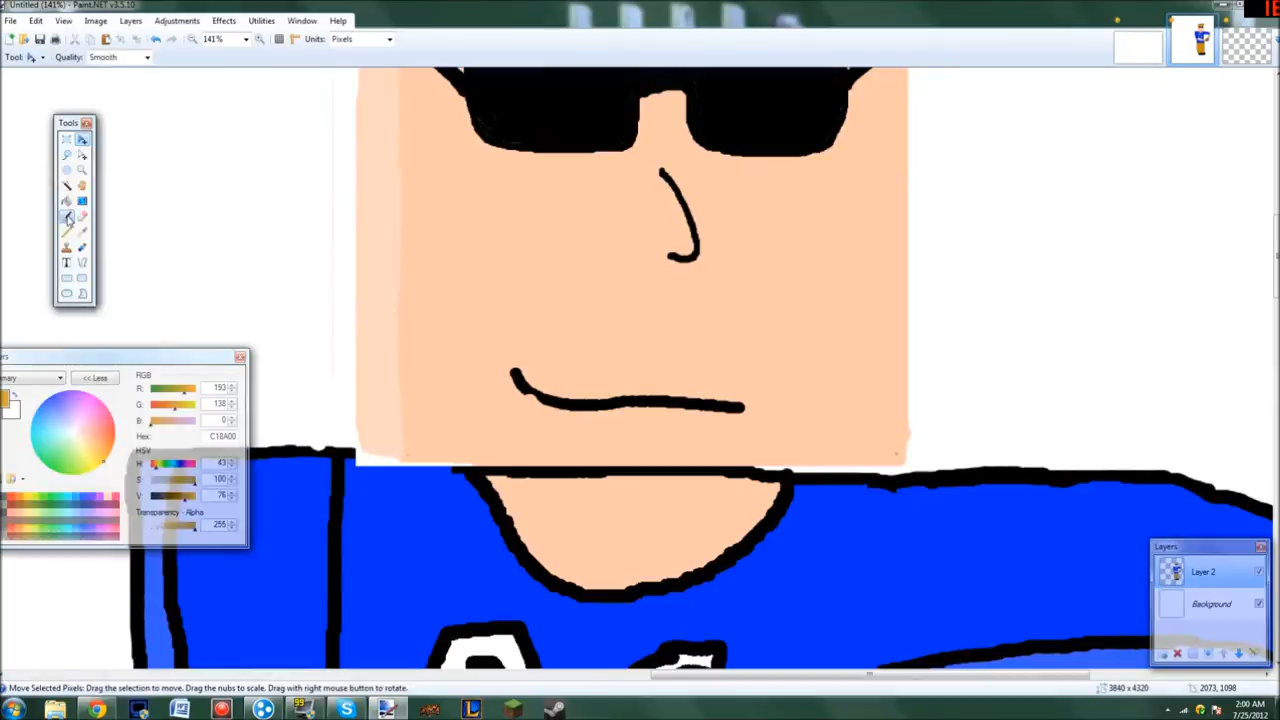 Untitled (141%) - Paint.NET v3.5.10
File Edit View Image Layers Adjustments Effects Utilities Window Help
141% Units: Pixels
Tool: Quality: Smooth
Tools
<< Less
RGB
R: 193
G: 138
B: 0
Hex: C18A00
HSV
H: 43
S: 100
V: 76
Transparency - Alpha
255
Layers
Layer 2
Background
Move Selected Pixels: Drag the selection to move. Drag the nubs to scale. Drag with right mouse button to rotate.
3840 x 4320
2073, 1098
99
2:00 AM
7/25/2012